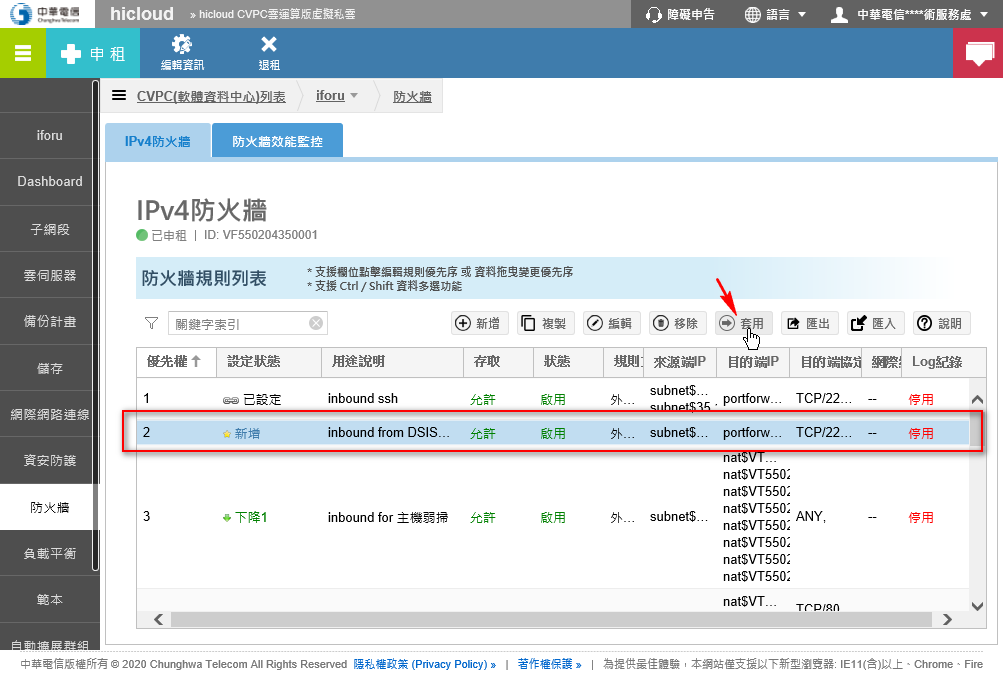 中華電信
Chunghwa Telecom
hicloud
» hicloud CVPC雲運算版虛擬私雲
障礙申告
語言
中華電信****術服務處
申 租
編輯資訊
退租
CVPC(軟體資料中心)列表
iforu
防火牆
iforu
Dashboard
子網段
雲伺服器
備份計畫
儲存
網際網路連線
資安防護
防火牆
負載平衡
範本
自動擴展群組
IPv4防火牆
防火牆效能監控
IPv4防火牆
已申租 | ID: VF550204350001
防火牆規則列表
* 支援欄位點擊編輯規則優先序 或 資料拖曳變更優先序
* 支援 Ctrl / Shift 資料多選功能
關鍵字索引
新增 複製 編輯 移除 套用 匯出 匯入 說明
優先權 設定狀態 用途說明 存取 狀態 規則 來源端IP 目的端IP 目的端協定 網際 Log紀錄
1 已設定 inbound ssh 允許 啟用 外... subnet$... portforw... TCP/22... -- 停用
subnet$35
2 新增 inbound from DSIS... 允許 啟用 外... subnet$... portforw... TCP/22... -- 停用
nat$VT...
nat$VT5502
nat$VT5502
3 下降1 inbound for 主機弱掃 允許 啟用 外... subnet$... nat$VT5502 ANY, -- 停用
nat$VT5502
nat$VT5502
nat$VT5502
nat$VT5502
nat$VT...
TCP/80
中華電信版權所有 © 2020 Chunghwa Telecom All Rights Reserved 隱私權政策 (Privacy Policy) » | 著作權保護 » | 為提供最佳體驗，本網站僅支援以下新型瀏覽器: IE11(含)以上、Chrome、Fire